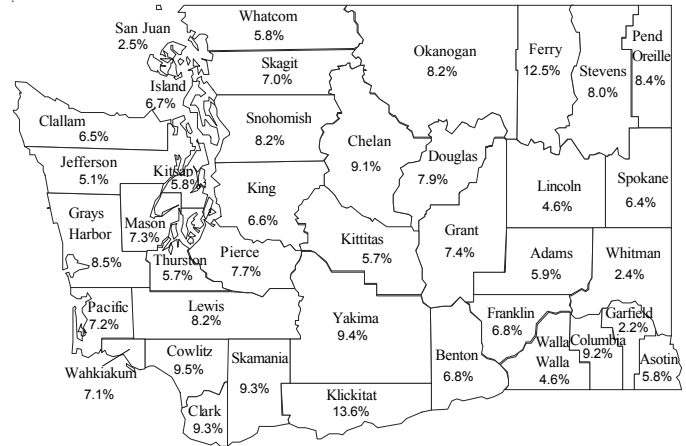 San Juan
2.5%
Whatcom
5.8%
Skagit
7.0%
Island
6.7%
Snohomish
8.2%
Okanogan
8.2%
Ferry
12.5%
Stevens
8.0%
Pend
Oreille
8.4%
Clallam
6.5%
Jefferson
5.1%
Kitsap
5.8%
King
6.6%
Chelan
9.1%
Douglas
7.9%
Lincoln
4.6%
Spokane
6.4%
Grays
Harbor
8.5%
Mason
7.3%
Thurston
5.7%
Pierce
7.7%
Kittitas
5.7%
Grant
7.4%
Adams
5.9%
Whitman
2.4%
Pacific
7.2%
Lewis
8.2%
Yakima
9.4%
Franklin
6.8%
Benton
6.8%
Walla
Walla
4.6%
Columbia
9.2%
Garfield
2.2%
Asotin
5.8%
Wahkiakum
7.1%
Cowlitz
9.5%
Skamania
9.3%
Clark
9.3%
Klickitat
13.6%